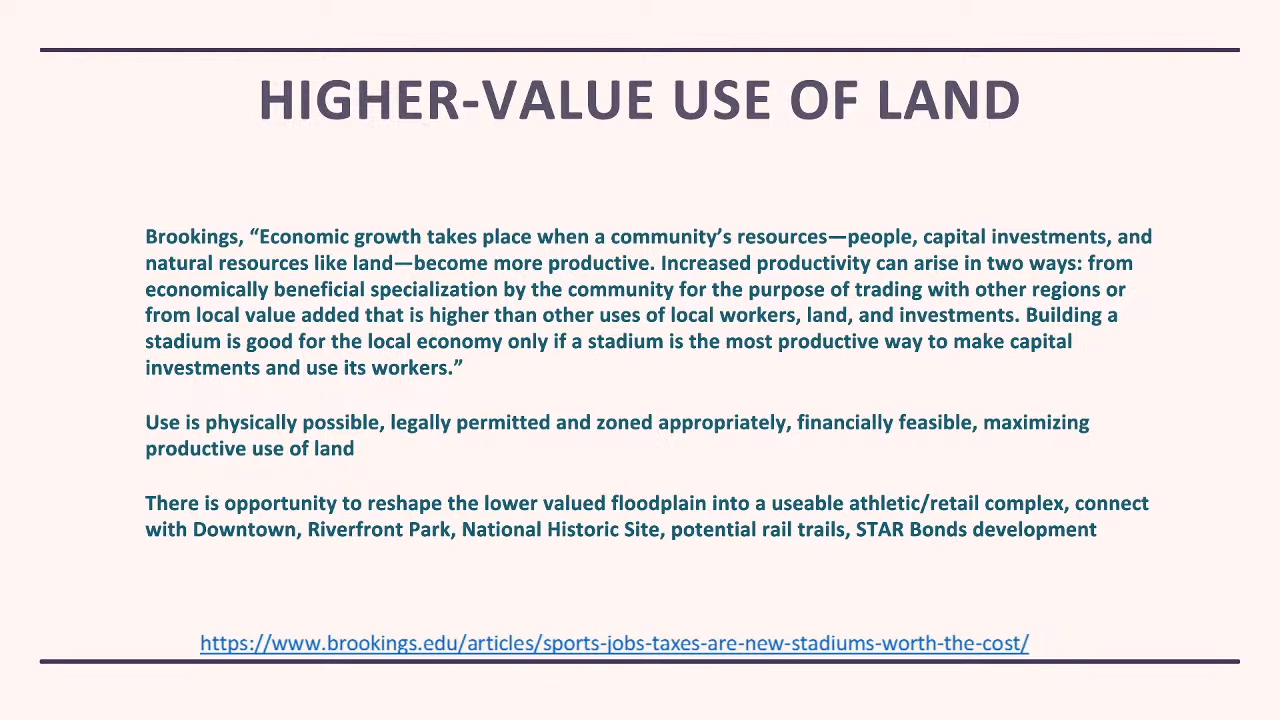 HIGHER-VALUE USE OF LAND
Brookings, “Economic growth takes place when a community’s resources—people, capital investments, and
natural resources like land—become more productive. Increased productivity can arise in two ways: from
economically beneficial specialization by the community for the purpose of trading with other regions or
from local value added that is higher than other uses of local workers, land, and investments. Building a
stadium is good for the local economy only if a stadium is the most productive way to make capital
investments and use its workers.”
Use is physically possible, legally permitted and zoned appropriately, financially feasible, maximizing
productive use of land
There is opportunity to reshape the lower valued floodplain into a useable athletic/retail complex, connect
with Downtown, Riverfront Park, National Historic Site, potential rail trails, STAR Bonds development
https://www.brookings.edu/articles/sports-jobs-taxes-are-new-stadiums-worth-the-cost/